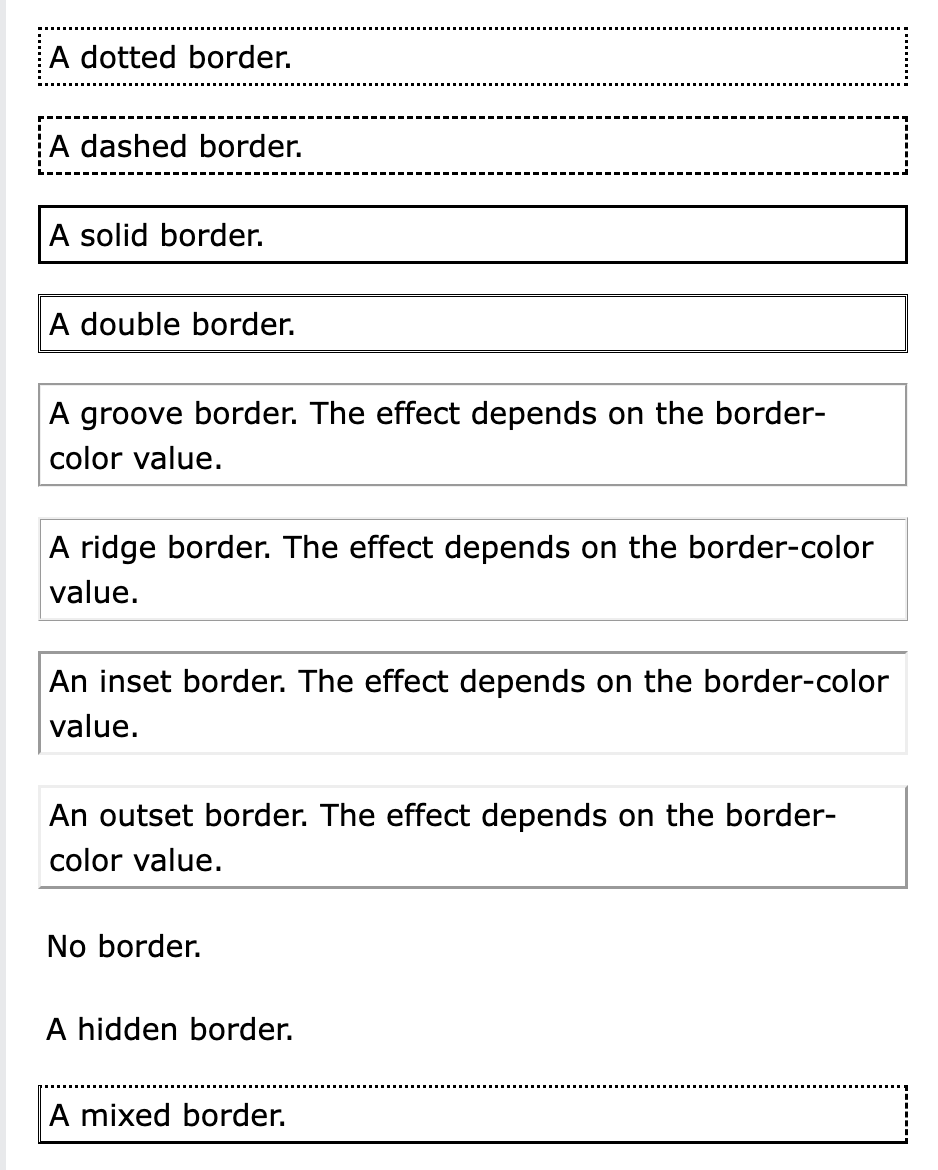 A dotted border.
A dashed border.
A solid border.
A double border.
A groove border. The effect depends on the border-
color value.
A ridge border. The effect depends on the border-color
value.
An inset border. The effect depends on the border-color
value.
An outset border. The effect depends on the border-
color value.
No border.
A hidden border.
A mixed border.